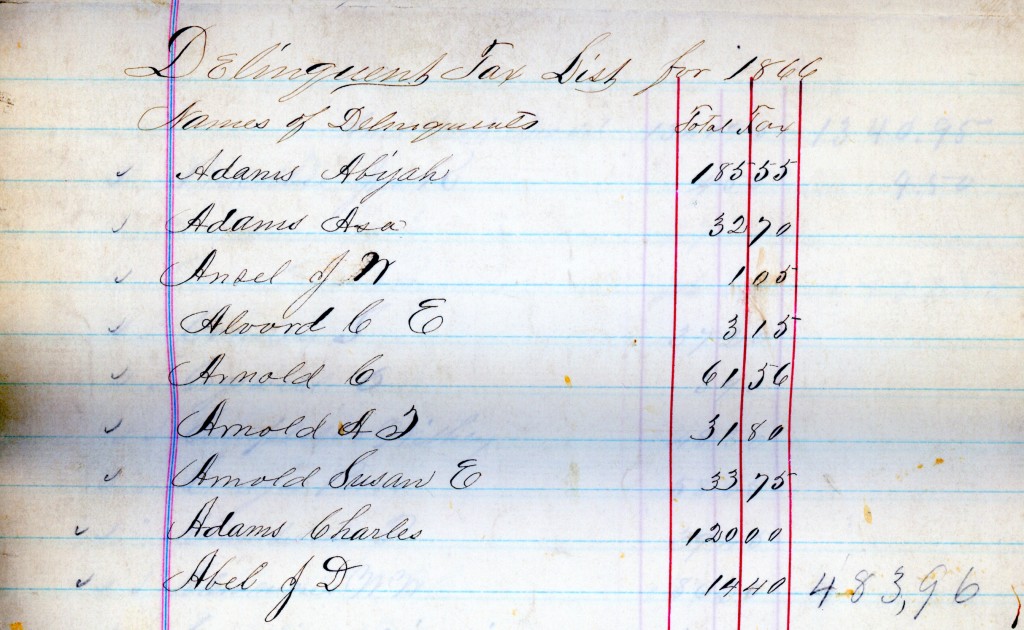 Delinquent Tax List for 1866
Names of Delinquents Total Tax
Adams Abijah 185 55
Adams Asa 32 70
Ansel J W 1 05
Alvord C E 3 15
Arnold C 61 56
Arnold A 31 80
Arnold Susan E 33 75
Adams Charles 120 00
Abel J D 14 40 483,96